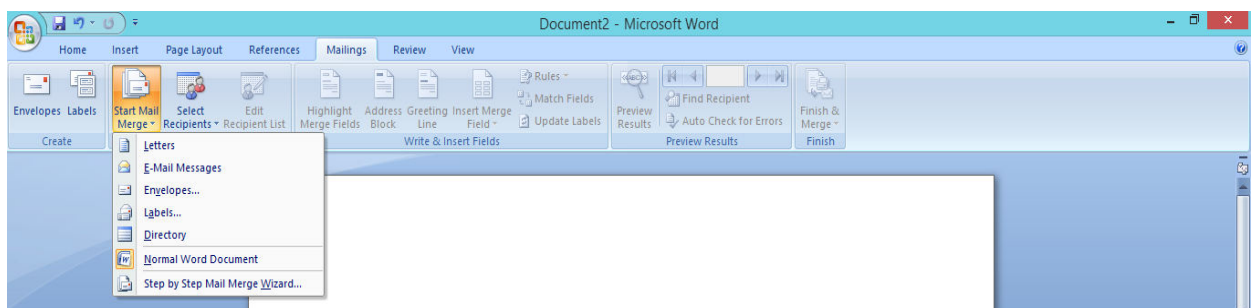 Document2 - Microsoft Word
Home Insert Page Layout References Mailings Review View
Envelopes Labels Start Mail Merge Select Recipients Edit Recipient List Highlight Merge Fields Address Block Greeting Line Insert Merge Field Rules Match Fields Update Labels Preview Results Find Recipient Auto Check for Errors Finish & Merge
Create Write & Insert Fields Preview Results Finish
Letters
E-Mail Messages
Envelopes...
Labels...
Directory
Normal Word Document
Step by Step Mail Merge Wizard...